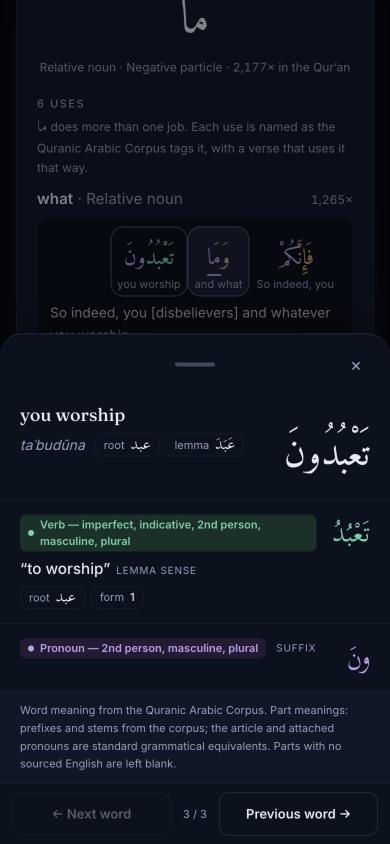 ما
Relative noun · Negative particle · 2,177× in the Qur’an
6 USES
ما does more than one job. Each use is named as the
Quranic Arabic Corpus tags it, with a verse that uses it
that way.
what · Relative noun 1,265×
فَإِنَّكُمْ وَمَا تَعْبُدُونَ
you worship and what So indeed, you
So indeed, you [disbelievers] and whatever
you worship
×
you worship
تَعْبُدُونَ
ta'budūna root عبد lemma عَبَدَ
Verb — imperfect, indicative, 2nd person,
masculine, plural
تَعْبُدُ
“to worship” LEMMA SENSE
root عبد form 1
Pronoun — 2nd person, masculine, plural SUFFIX ونَ
Word meaning from the Quranic Arabic Corpus. Part meanings:
prefixes and stems from the corpus; the article and attached
pronouns are standard grammatical equivalents. Parts with no
sourced English are left blank.
← Next word 3 / 3 Previous word →